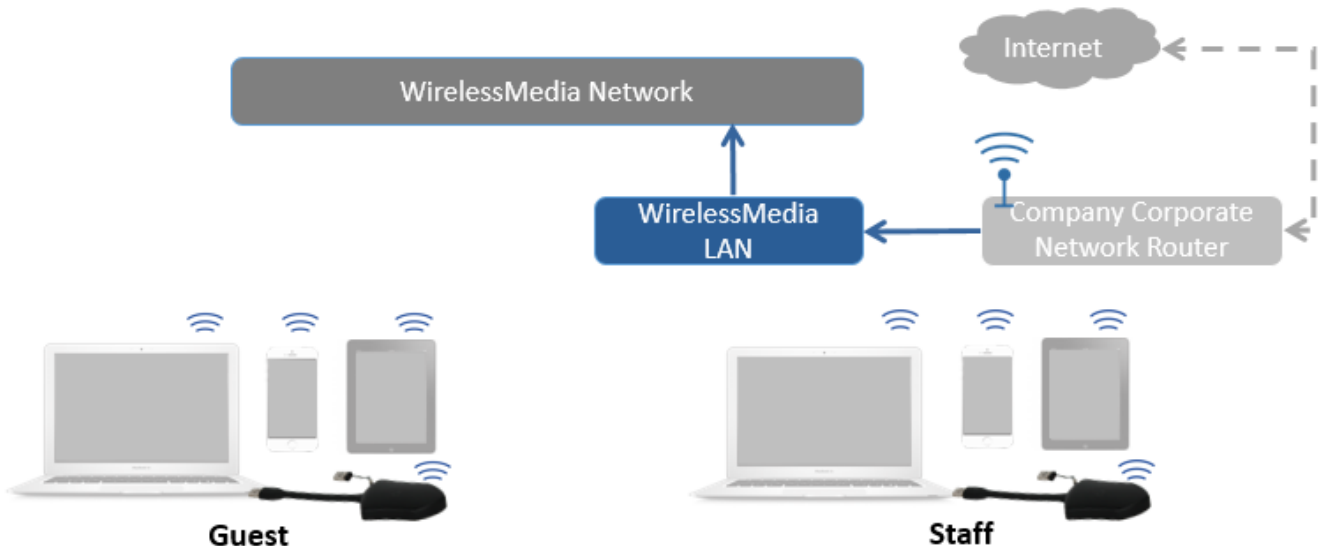 Internet
WirelessMedia Network
WirelessMedia
LAN
Company Corporate
Network Router
Guest
Staff